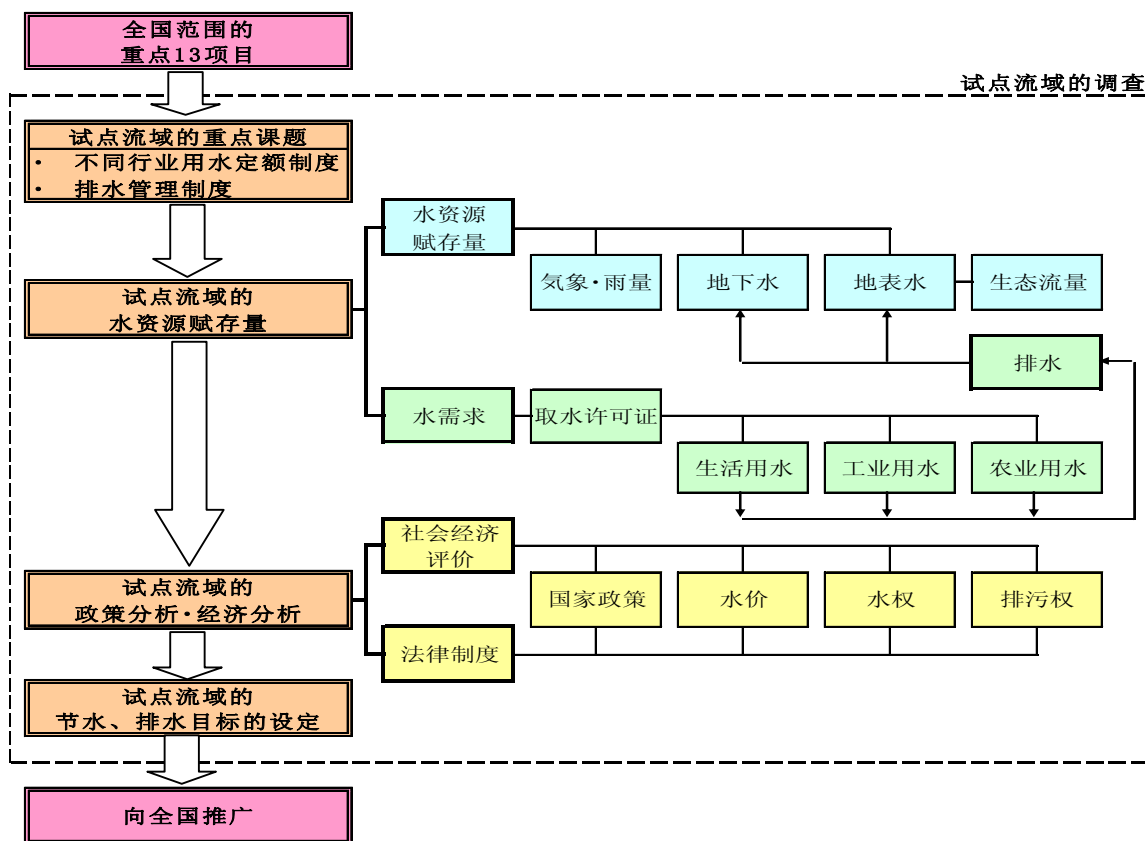 全国范围的
重点13项目
试点流域的调查
试点流域的重点课题
· 不同行业用水定额制度
· 排水管理制度
水资源
赋存量
気象·雨量
地下水
地表水
生态流量
试点流域的
水资源赋存量
排水
水需求
取水许可证
生活用水
工业用水
农业用水
社会经济
评价
试点流域的
政策分析·经济分析
国家政策
水价
水权
排污权
法律制度
试点流域的
节水、排水目标的设定
向全国推广